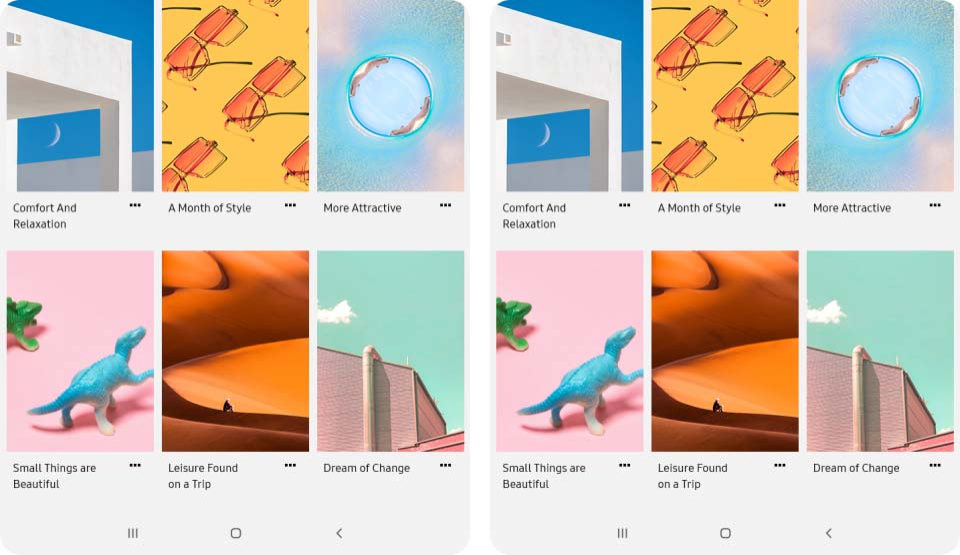 Comfort And
Relaxation
A Month of Style
More Attractive
Small Things are
Beautiful
Leisure Found
on a Trip
Dream of Change
Comfort And
Relaxation
A Month of Style
More Attractive
Small Things are
Beautiful
Leisure Found
on a Trip
Dream of Change